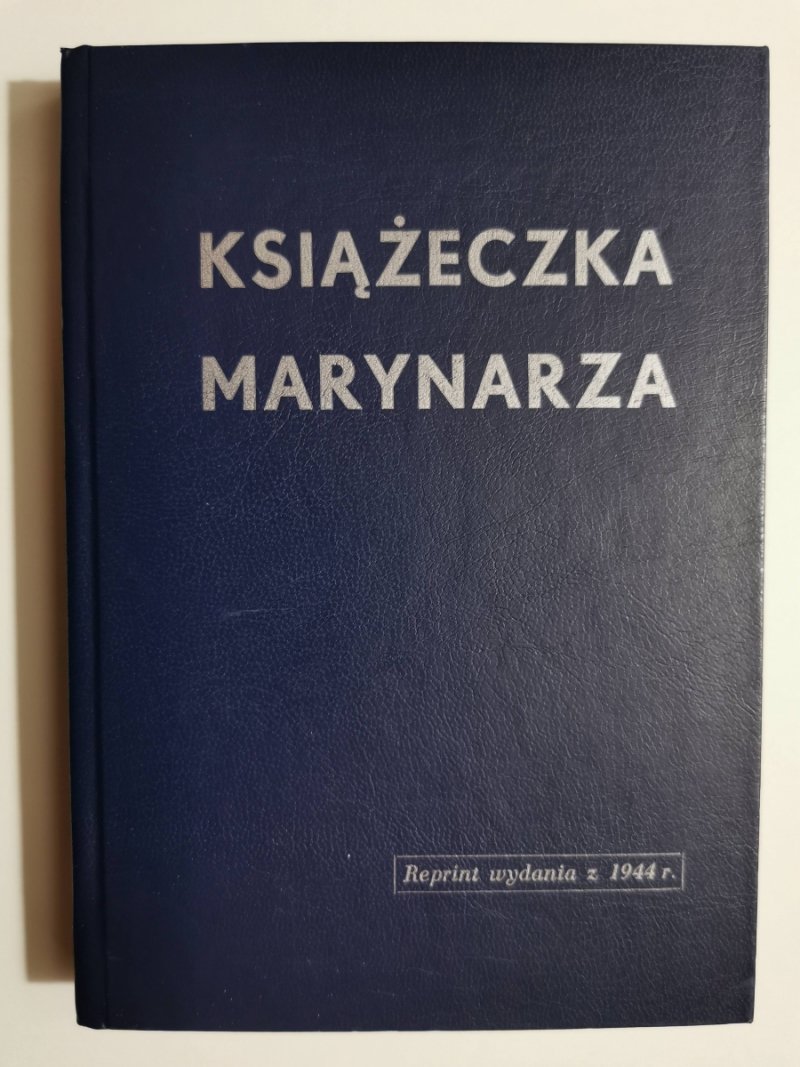 KSIĄŻECZKA
MARYNARZA
Reprint wydania z 1944 r.